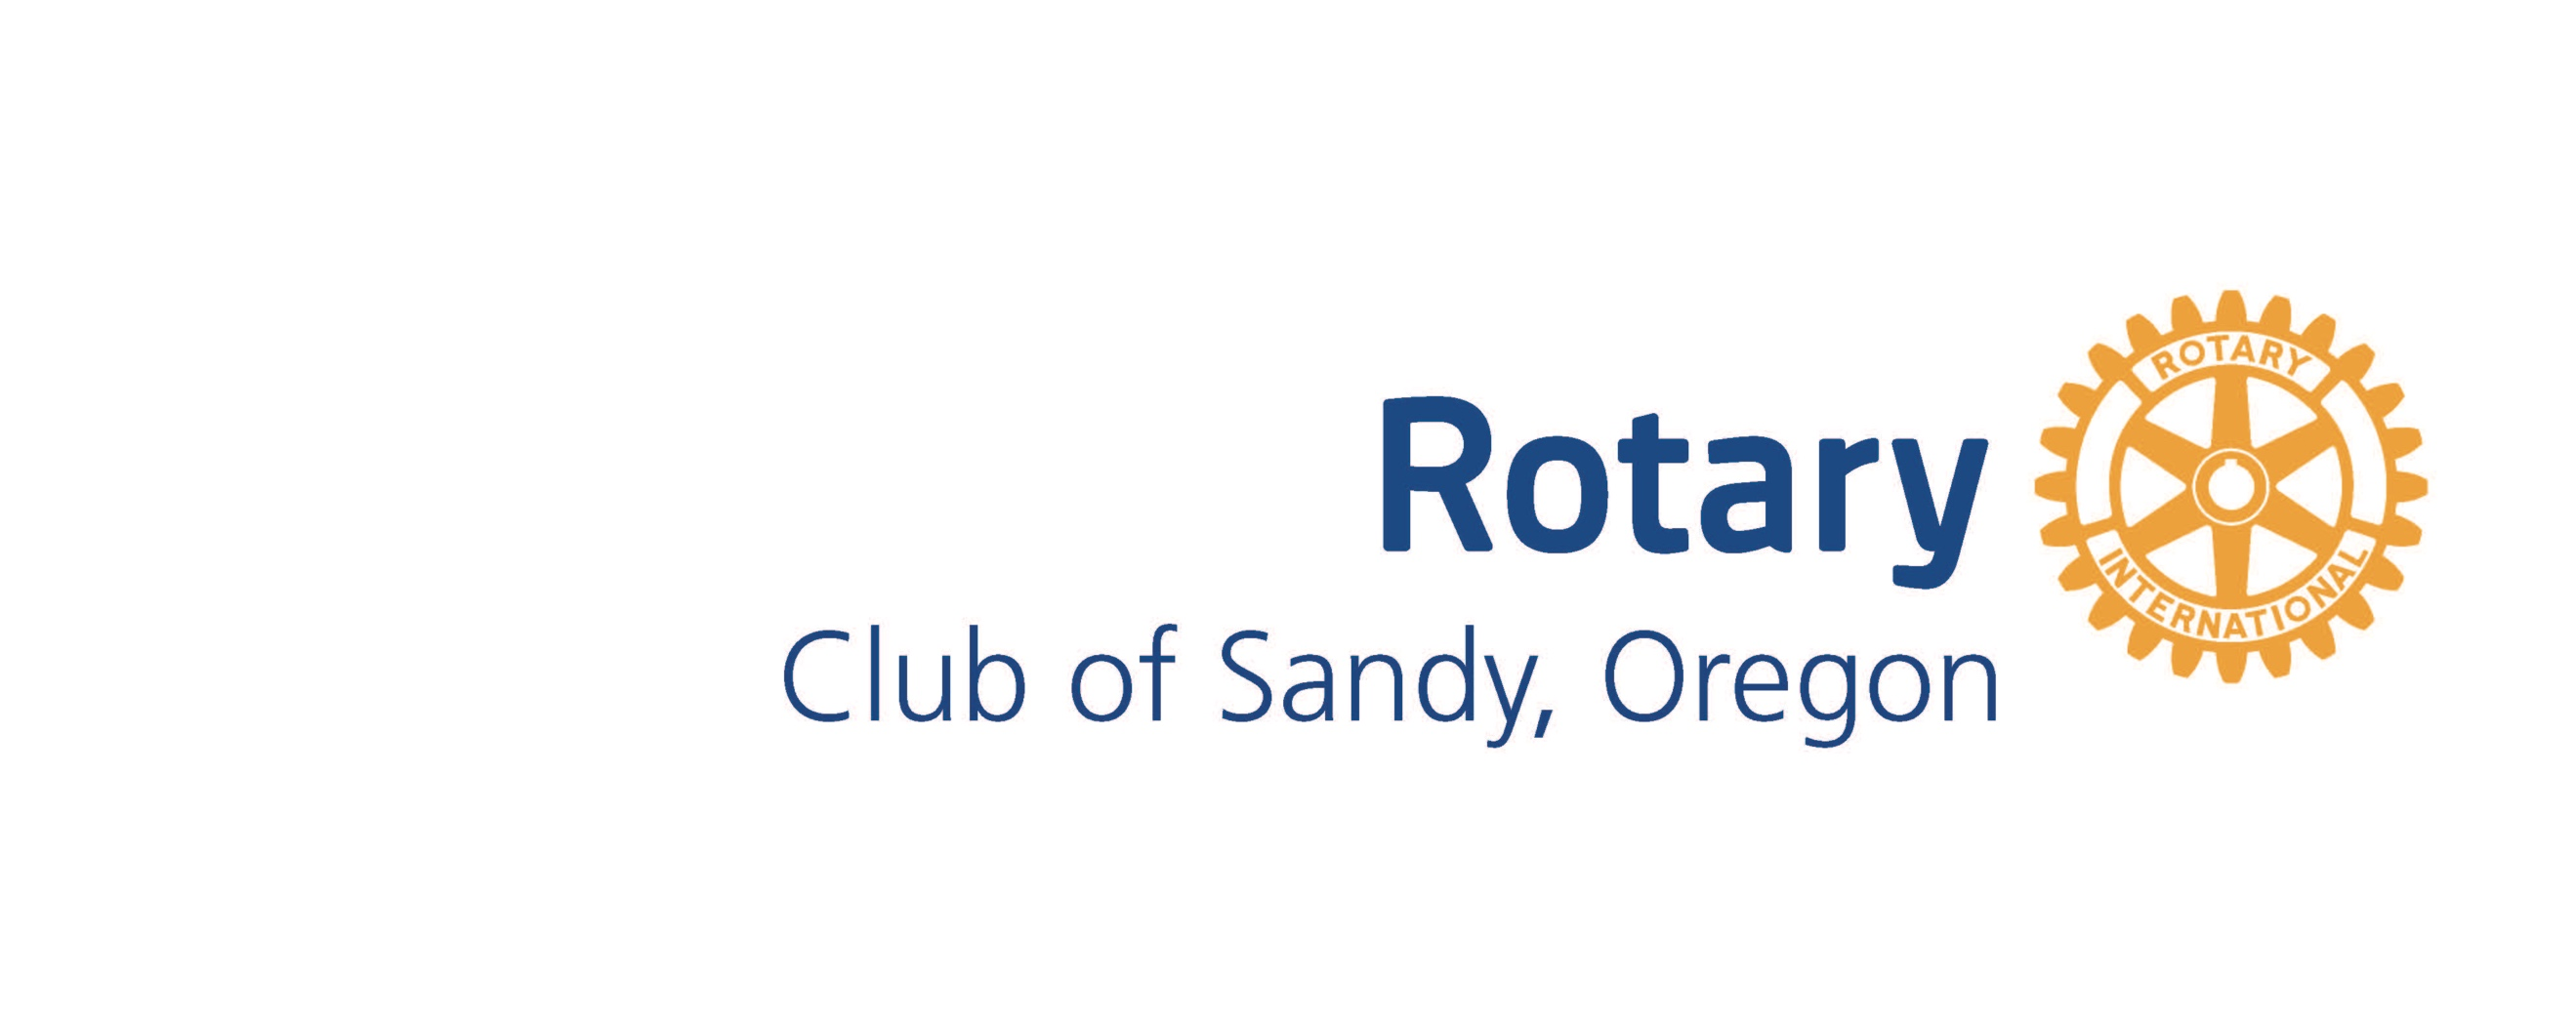 Rotary
Club of Sandy, Oregon
ROTARY
INTERNATIONAL